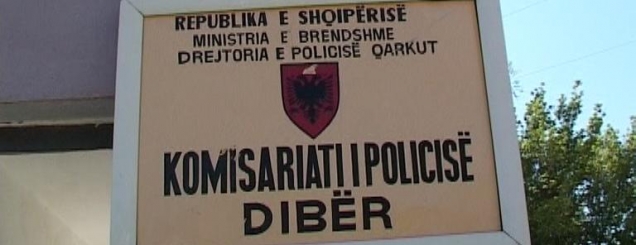 REPUBLIKA E SHQIPËRISË
MINISTRIA E BRENDSHME
DREJTORIA E POLICISË QARKUT
KOMISARIATI I POLICISË
DIBËR